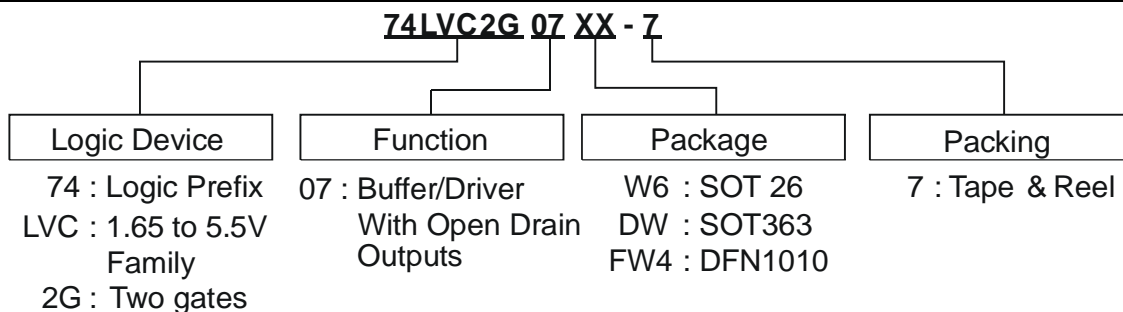 74LVC2G 07 XX - 7
Logic Device
74 : Logic Prefix
LVC : 1.65 to 5.5V
Family
2G : Two gates
Function
07 : Buffer/Driver
With Open Drain
Outputs
Package
W6 : SOT 26
DW : SOT363
FW4 : DFN1010
Packing
7 : Tape & Reel